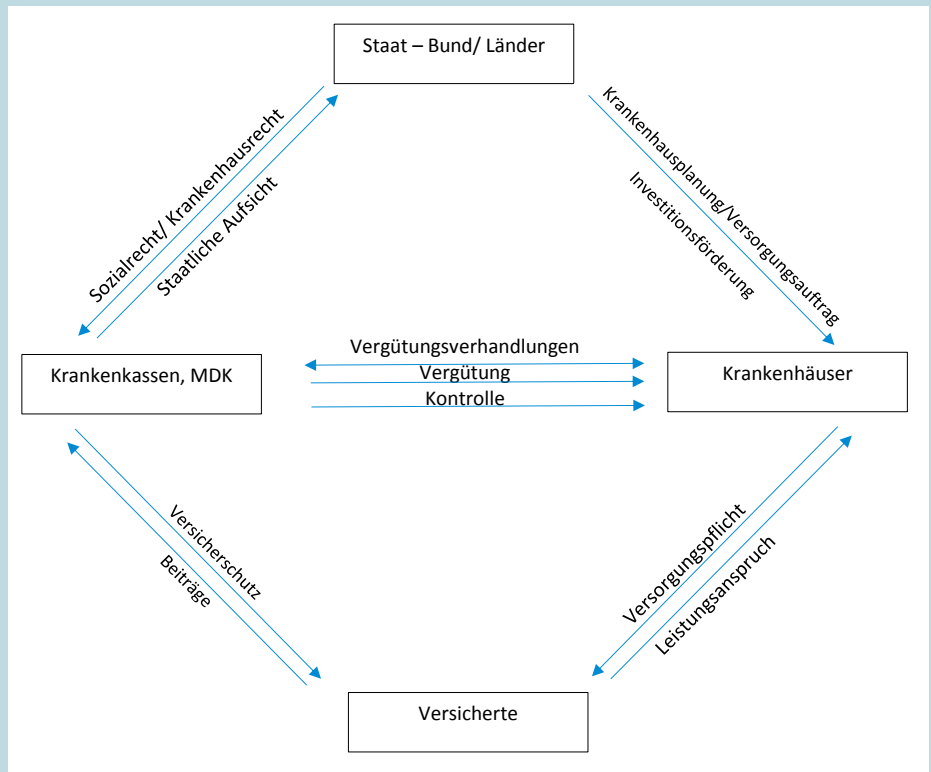 Staat – Bund/ Länder
Sozialrecht/ Krankenhausrecht
Staatliche Aufsicht
Krankenhausplanung/Versorgungsauftrag
Investitionsförderung
Krankenkassen, MDK
Vergütungsverhandlungen
Vergütung
Kontrolle
Krankenhäuser
Versicherschutz
Beiträge
Versorgungspflicht
Leistungsanspruch
Versicherte